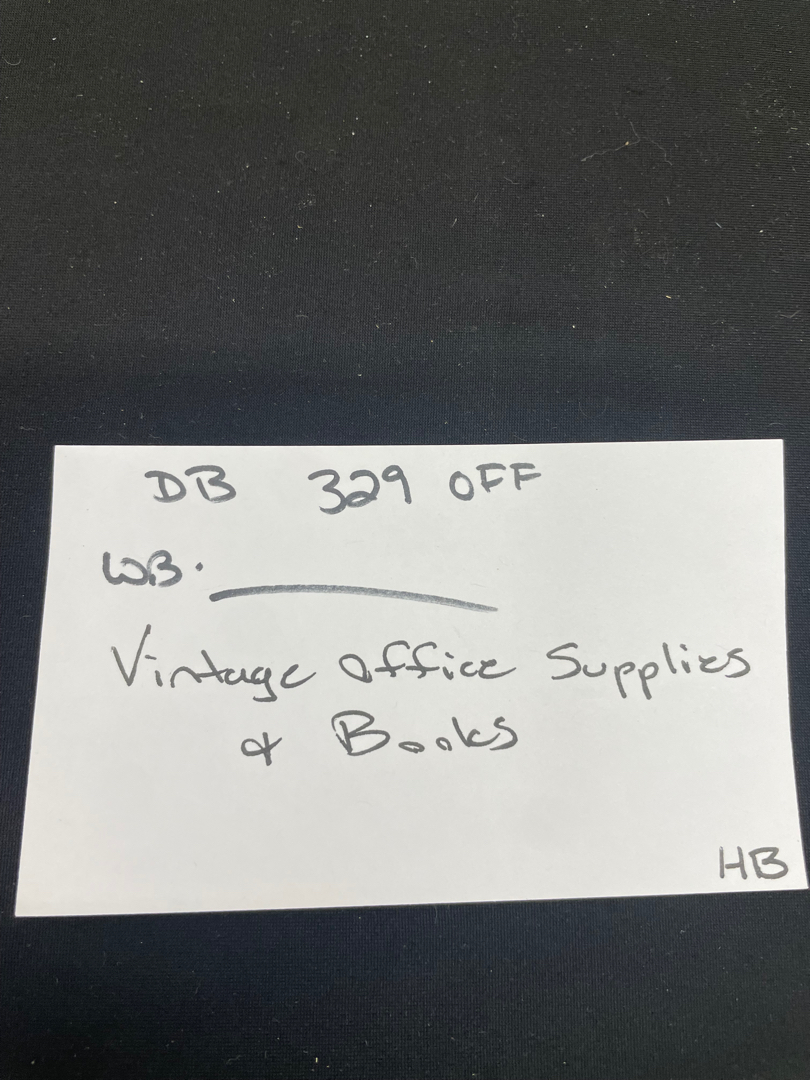 DB 329 OFF
WB.
Vintage Office Supplies
& Books
HB